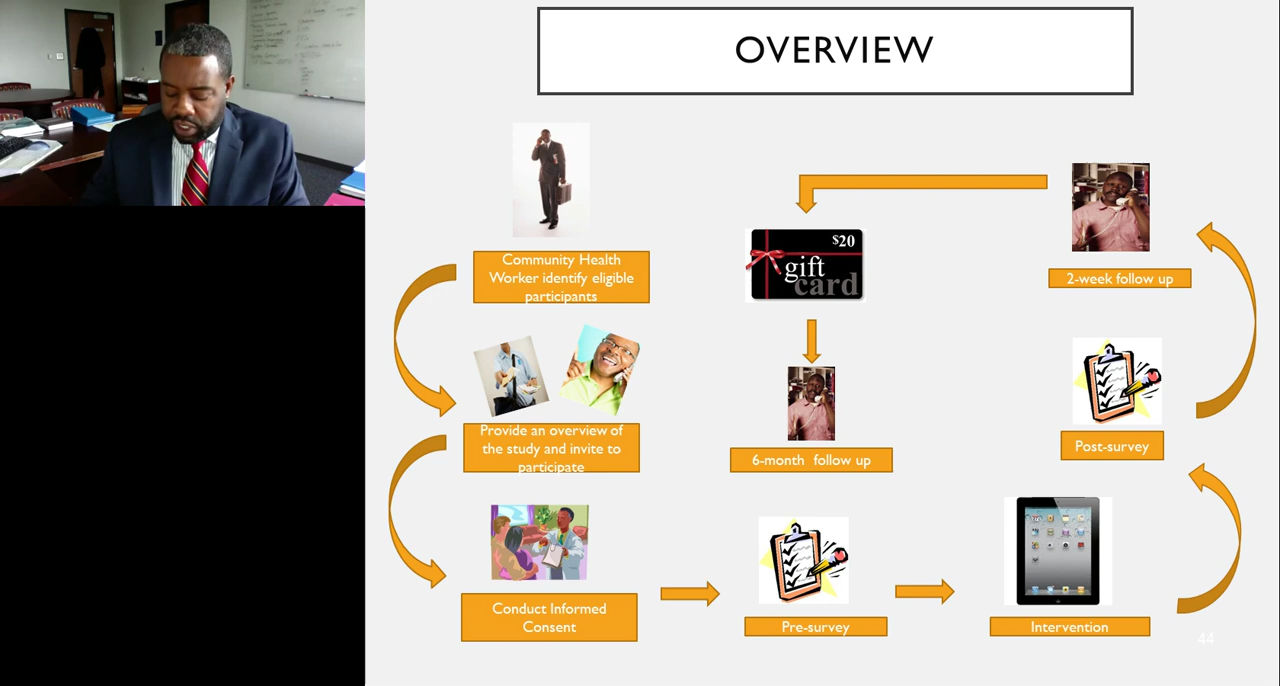 OVERVIEW
Community Health
Worker identify eligible
participants
Provide an overview of
the study and invite to
participate
Conduct Informed
Consent
Pre-survey
Intervention
Post-survey
2-week follow up
$20
gift
card
6-month follow up
44